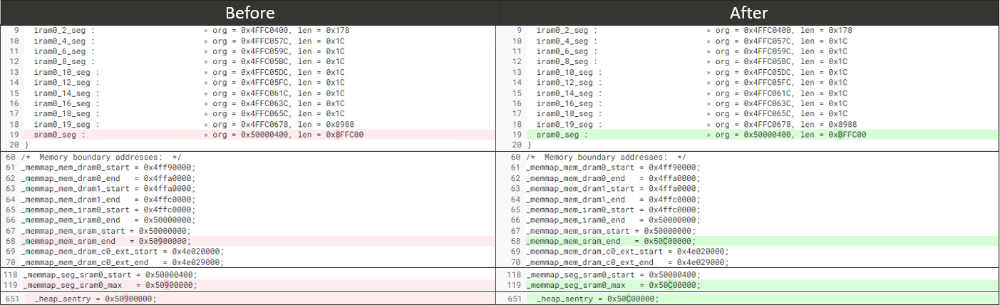 Before After
9 iram0_2_seg : » org = 0x4FFC0400, len = 0x178
10 iram0_4_seg : » org = 0x4FFC057C, len = 0x1C
11 iram0_6_seg : » org = 0x4FFC059C, len = 0x1C
12 iram0_8_seg : » org = 0x4FFC05BC, len = 0x1C
13 iram0_10_seg : » org = 0x4FFC05DC, len = 0x1C
14 iram0_12_seg : » org = 0x4FFC05FC, len = 0x1C
15 iram0_14_seg : » org = 0x4FFC061C, len = 0x1C
16 iram0_16_seg : » org = 0x4FFC063C, len = 0x1C
17 iram0_18_seg : » org = 0x4FFC065C, len = 0x1C
18 iram0_19_seg : » org = 0x4FFC0678, len = 0x8988
19 sram0_seg : » org = 0x50000400, len = 0x8FFC00
20 }
9 iram0_2_seg : » org = 0x4FFC0400, len = 0x178
10 iram0_4_seg : » org = 0x4FFC057C, len = 0x1C
11 iram0_6_seg : » org = 0x4FFC059C, len = 0x1C
12 iram0_8_seg : » org = 0x4FFC05BC, len = 0x1C
13 iram0_10_seg : » org = 0x4FFC05DC, len = 0x1C
14 iram0_12_seg : » org = 0x4FFC05FC, len = 0x1C
15 iram0_14_seg : » org = 0x4FFC061C, len = 0x1C
16 iram0_16_seg : » org = 0x4FFC063C, len = 0x1C
17 iram0_18_seg : » org = 0x4FFC065C, len = 0x1C
18 iram0_19_seg : » org = 0x4FFC0678, len = 0x8988
19 sram0_seg : » org = 0x50000400, len = 0xBFFC00
20 }
60 /* Memory boundary addresses: */
61 _memmap_mem_dram0_start = 0x4ff90000;
62 _memmap_mem_dram0_end = 0x4ffa0000;
63 _memmap_mem_dram1_start = 0x4ffa0000;
64 _memmap_mem_dram1_end = 0x4ffc0000;
65 _memmap_mem_iram0_start = 0x4ffc0000;
66 _memmap_mem_iram0_end = 0x50000000;
67 _memmap_mem_sram_start = 0x50000000;
68 _memmap_mem_sram_end = 0x50900000;
69 _memmap_mem_dram_c0_ext_start = 0x4e020000;
70 _memmap_mem_dram_c0_ext_end = 0x4e029000;
60 /* Memory boundary addresses: */
61 _memmap_mem_dram0_start = 0x4ff90000;
62 _memmap_mem_dram0_end = 0x4ffa0000;
63 _memmap_mem_dram1_start = 0x4ffa0000;
64 _memmap_mem_dram1_end = 0x4ffc0000;
65 _memmap_mem_iram0_start = 0x4ffc0000;
66 _memmap_mem_iram0_end = 0x50000000;
67 _memmap_mem_sram_start = 0x50000000;
68 _memmap_mem_sram_end = 0x50C00000;
69 _memmap_mem_dram_c0_ext_start = 0x4e020000;
70 _memmap_mem_dram_c0_ext_end = 0x4e029000;
118 _memmap_seg_sram0_start = 0x50000400;
119 _memmap_seg_sram0_max = 0x50900000;
118 _memmap_seg_sram0_start = 0x50000400;
119 _memmap_seg_sram0_max = 0x50C00000;
651 _heap_sentry = 0x50900000;
651 _heap_sentry = 0x50C00000;